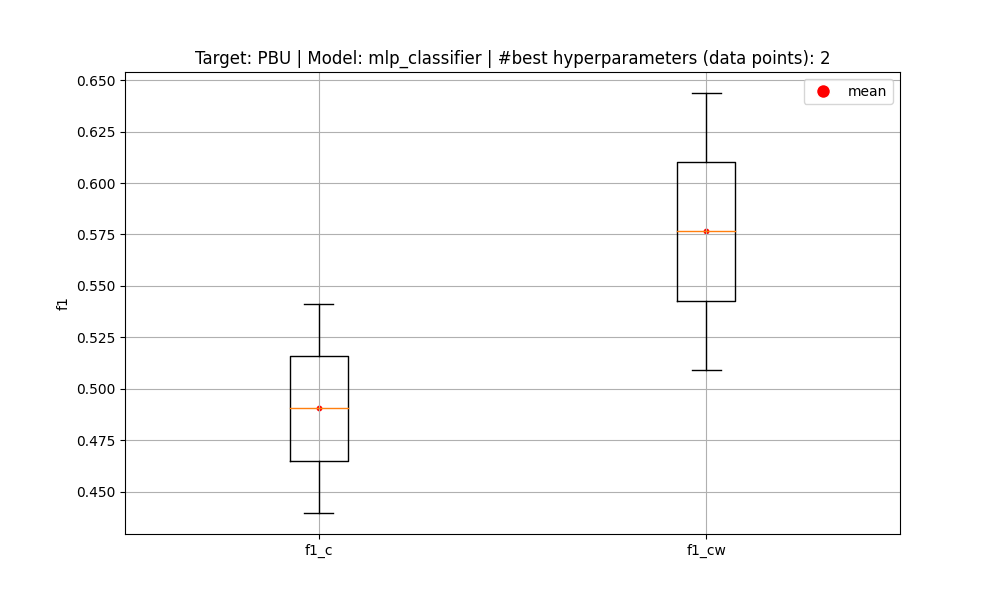 Target: PBU | Model: mlp_classifier | #best hyperparameters (data points): 2
mean
0.650
0.625
0.600
0.575
0.550
0.525
0.500
0.475
0.450
f1
f1_c
f1_cw